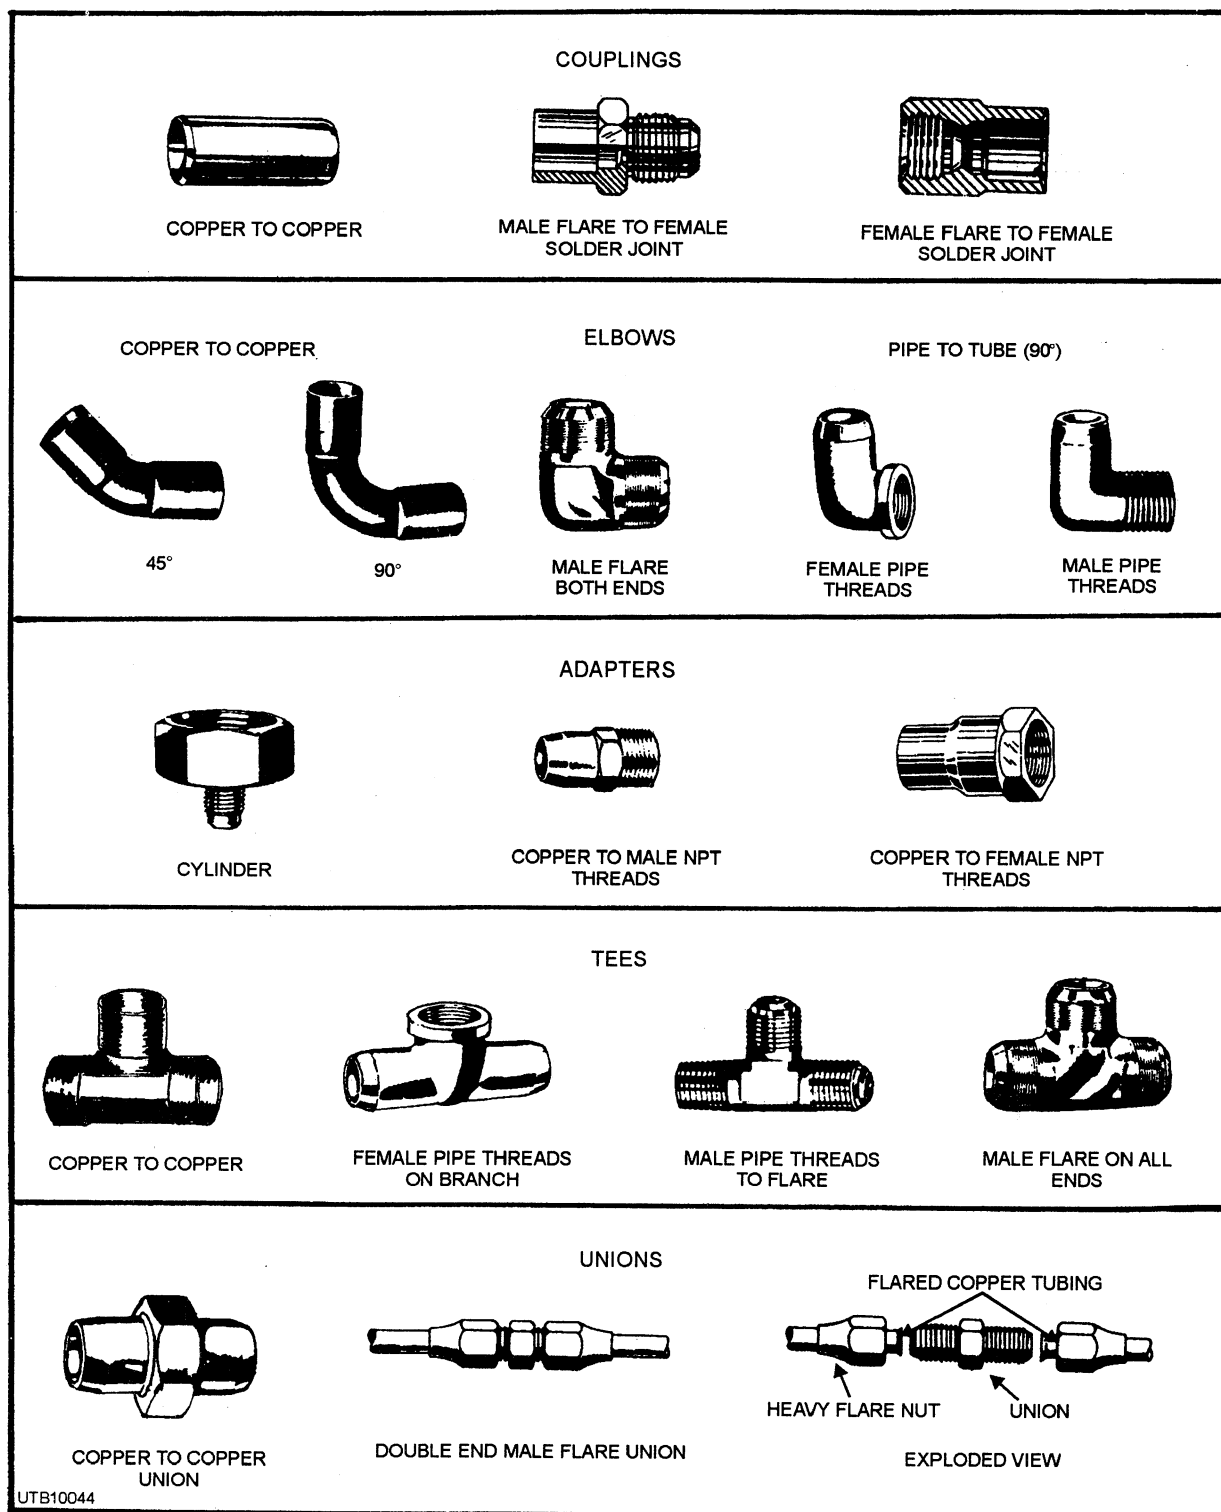 COUPLINGS
COPPER TO COPPER
MALE FLARE TO FEMALE
SOLDER JOINT
FEMALE FLARE TO FEMALE
SOLDER JOINT
ELBOWS
COPPER TO COPPER
PIPE TO TUBE (90°)
45°
90°
MALE FLARE
BOTH ENDS
FEMALE PIPE
THREADS
MALE PIPE
THREADS
ADAPTERS
CYLINDER
COPPER TO MALE NPT
THREADS
COPPER TO FEMALE NPT
THREADS
TEES
COPPER TO COPPER
FEMALE PIPE THREADS
ON BRANCH
MALE PIPE THREADS
TO FLARE
MALE FLARE ON ALL
ENDS
UNIONS
FLARED COPPER TUBING
HEAVY FLARE NUT
UNION
COPPER TO COPPER
UNION
DOUBLE END MALE FLARE UNION
EXPLODED VIEW
UTB10044